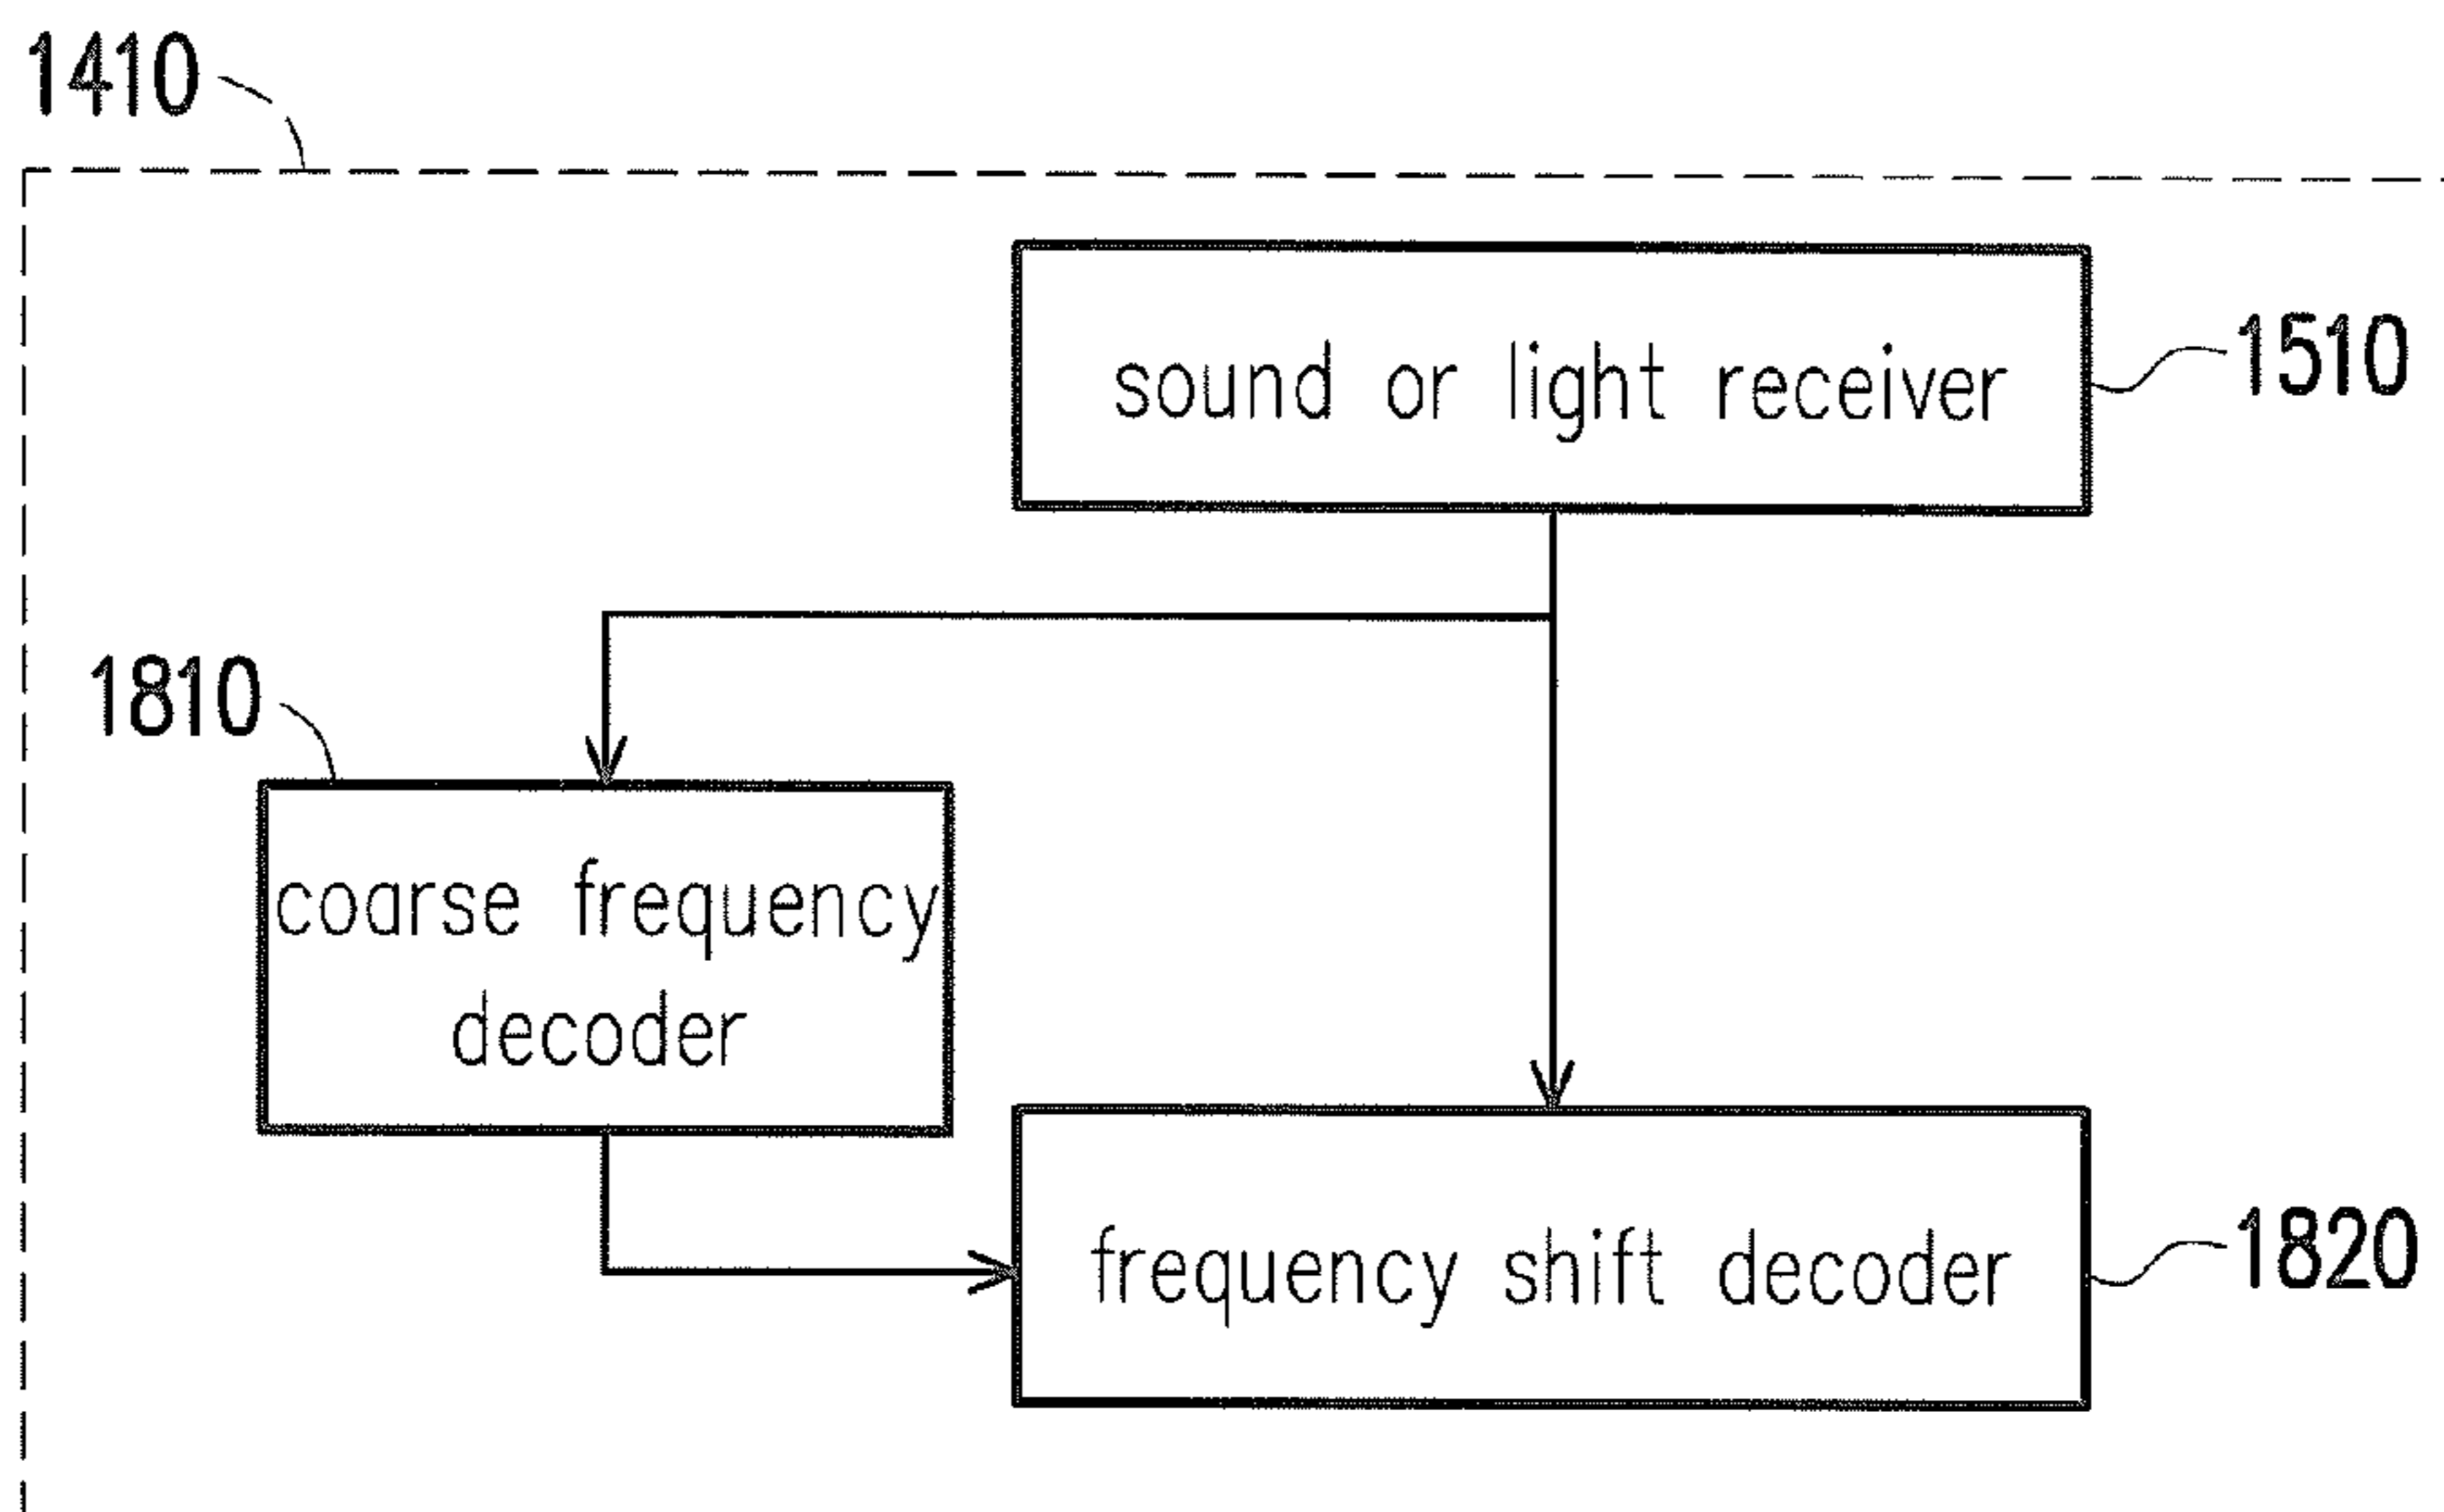 1410
sound or light receiver
1510
1810
coarse frequency
decoder
frequency shift decoder
1820